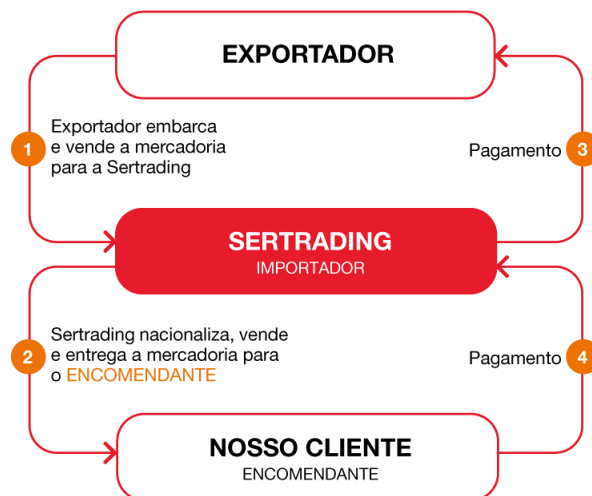 EXPORTADOR
1
Exportador embarca
e vende a mercadoria
para a Sertrading
Pagamento
3
SERTRADING
IMPORTADOR
2
Sertrading nacionaliza, vende
e entrega a mercadoria para
o ENCOMENDANTE
Pagamento
4
NOSSO CLIENTE
ENCOMENDANTE